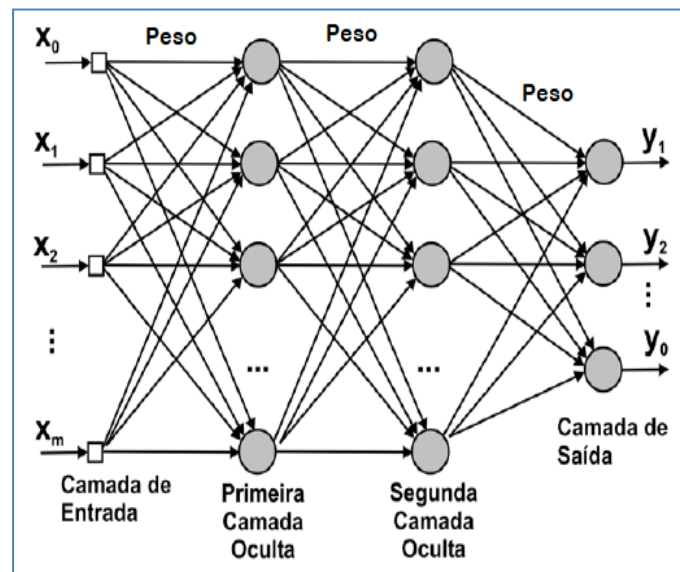 x₀
Peso
Peso
Peso
x₁
y₁
x₂
y₂
⋮
⋮
y₀
...
...
xₘ
Camada de
Entrada
Primeira
Camada
Oculta
Segunda
Camada
Oculta
Camada de
Saída